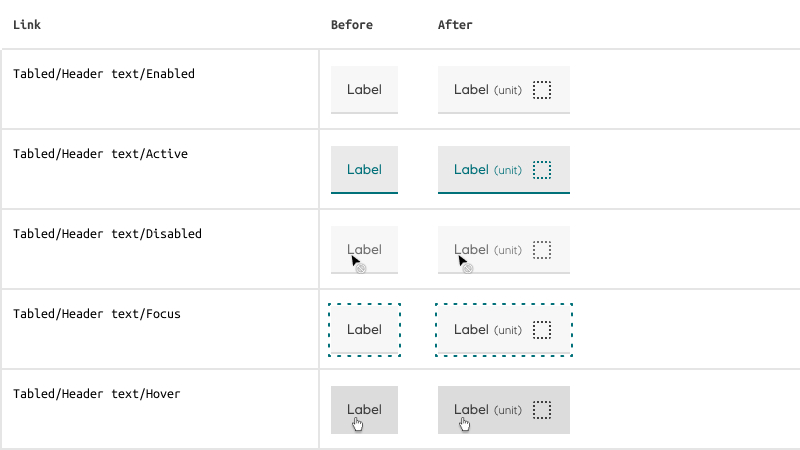 Link Before After
Tabled/Header text/Enabled Label Label (unit)
Tabled/Header text/Active Label Label (unit)
Tabled/Header text/Disabled Label Label (unit)
Tabled/Header text/Focus Label Label (unit)
Tabled/Header text/Hover Label Label (unit)